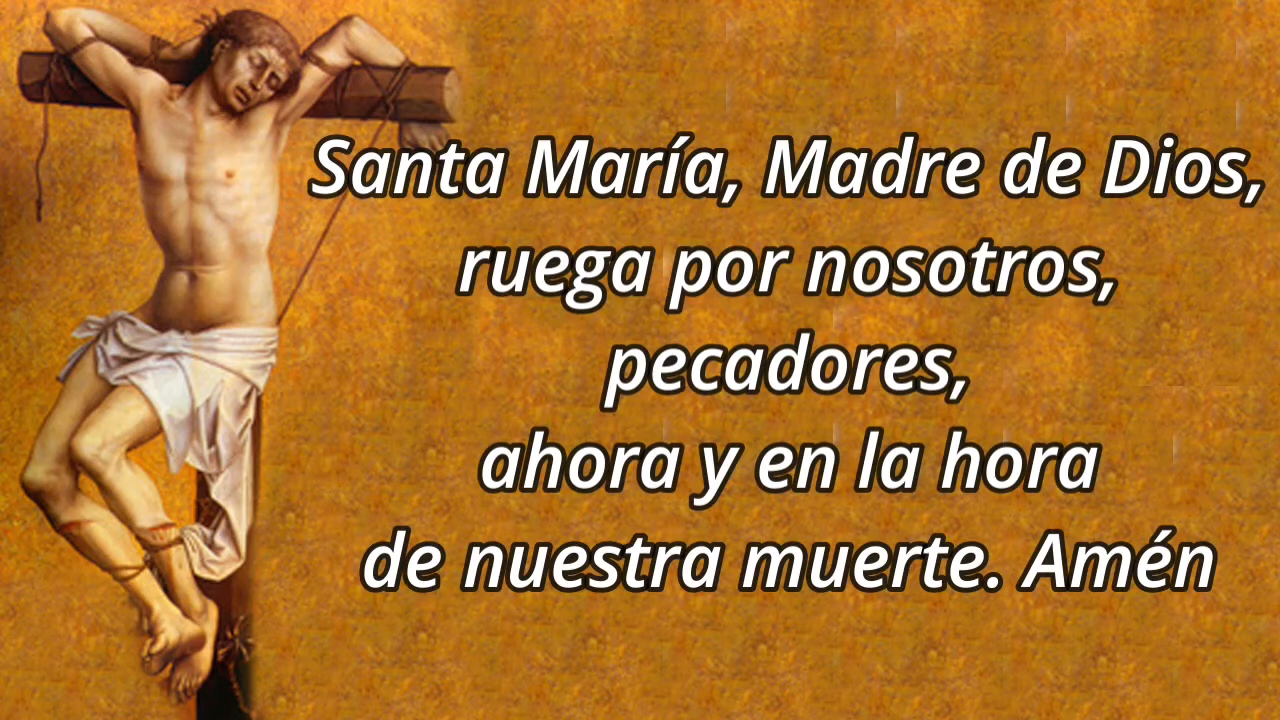 Santa María, Madre de Dios,
ruega por nosotros,
pecadores,
ahora y en la hora
de nuestra muerte. Amén